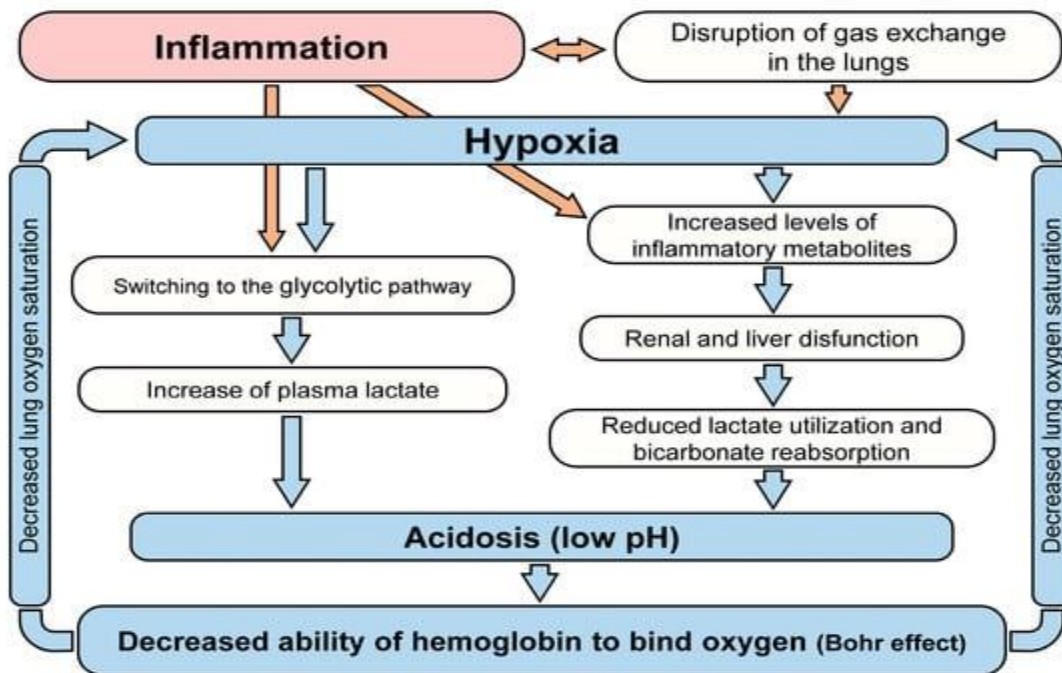 Inflammation
Disruption of gas exchange
in the lungs
Hypoxia
Decreased lung oxygen saturation
Switching to the glycolytic pathway
Increase of plasma lactate
Increased levels of
inflammatory metabolites
Renal and liver disfunction
Reduced lactate utilization and
bicarbonate reabsorption
Decreased lung oxygen saturation
Acidosis (low pH)
Decreased ability of hemoglobin to bind oxygen (Bohr effect)